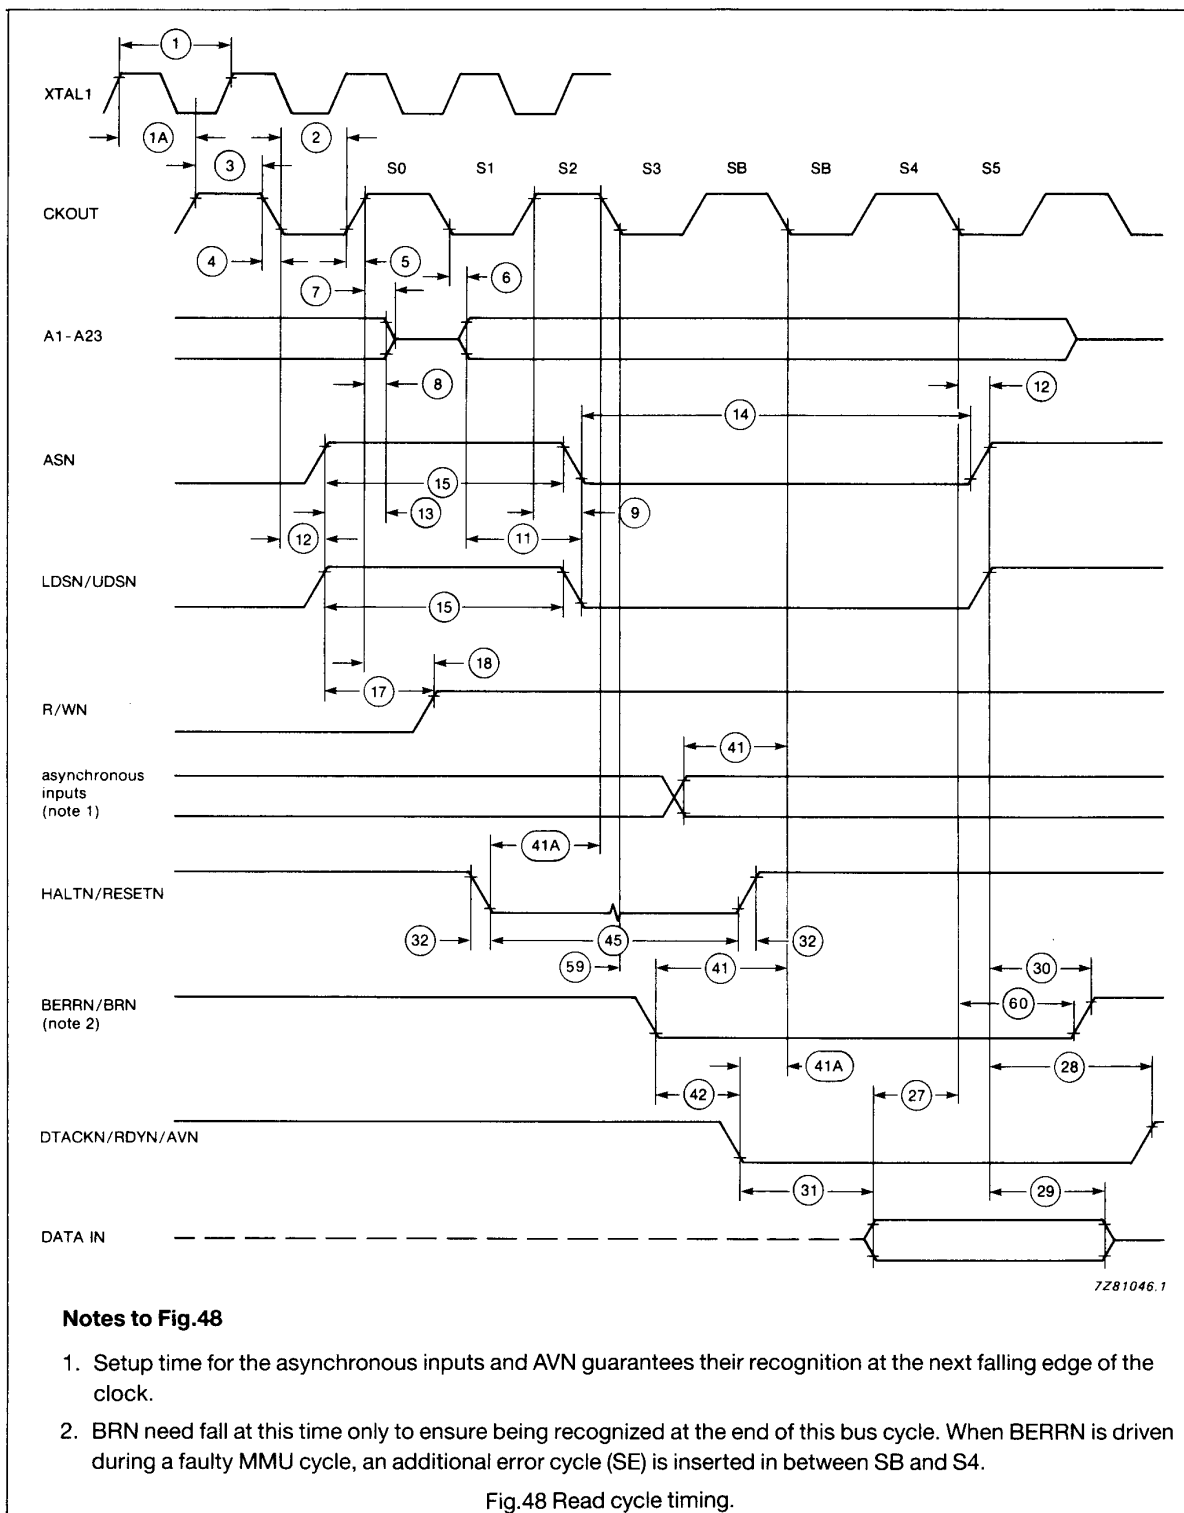 1
XTAL1
1A
2
3
S0 S1 S2 S3 SB SB S4 S5
CKOUT
4
5
6
7
A1-A23
8
12
14
ASN
15
13
9
12
11
LDSN/UDSN
15
18
17
R/WN
41
asynchronous
inputs
(note 1)
41A
HALTN/RESETN
32
45
32
59
41
30
BERRN/BRN
(note 2)
60
41A
28
42
27
DTACKN/RDYN/AVN
31
29
DATA IN
7Z81046.1
Notes to Fig.48
1. Setup time for the asynchronous inputs and AVN guarantees their recognition at the next falling edge of the
clock.
2. BRN need fall at this time only to ensure being recognized at the end of this bus cycle. When BERRN is driven
during a faulty MMU cycle, an additional error cycle (SE) is inserted in between SB and S4.
Fig.48 Read cycle timing.